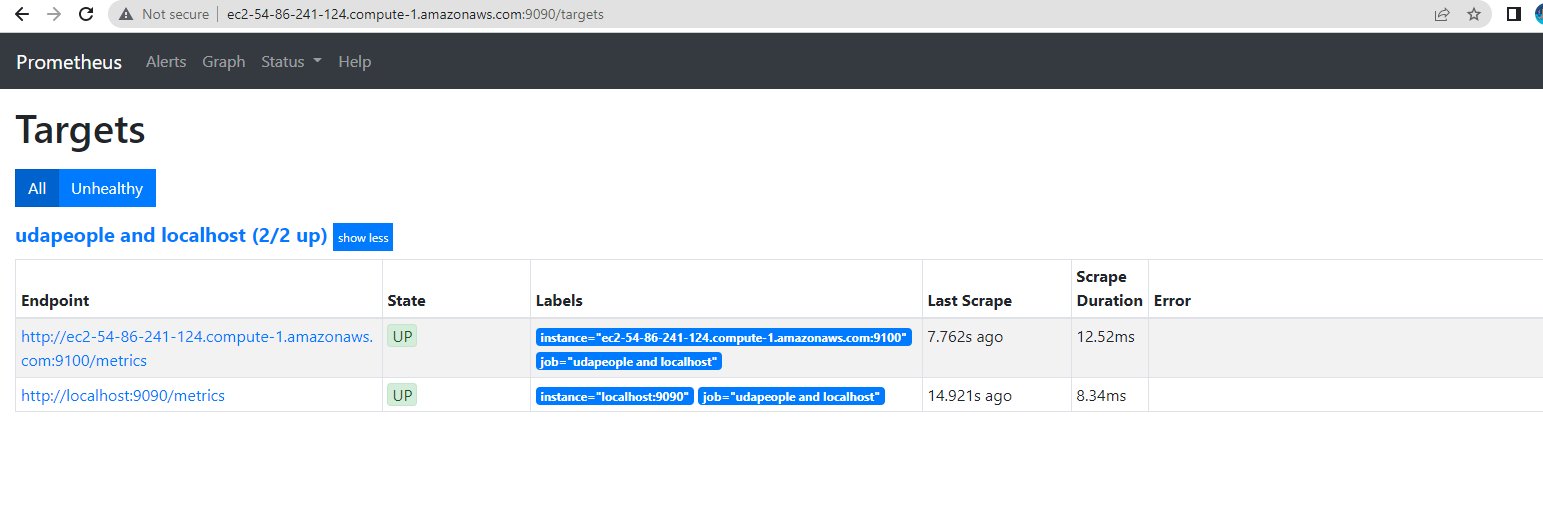 Not secure ec2-54-86-241-124.compute-1.amazonaws.com:9090/targets
Prometheus Alerts Graph Status Help
Targets
All Unhealthy
udapeople and localhost (2/2 up) show less
Scrape
Endpoint State Labels Last Scrape Duration Error
http://ec2-54-86-241-124.compute-1.amazonaws. UP instance="ec2-54-86-241-124.compute-1.amazonaws.com:9100" 7.762s ago 12.52ms
com:9100/metrics job="udapeople and localhost"
http://localhost:9090/metrics UP instance="localhost:9090" job="udapeople and localhost" 14.921s ago 8.34ms